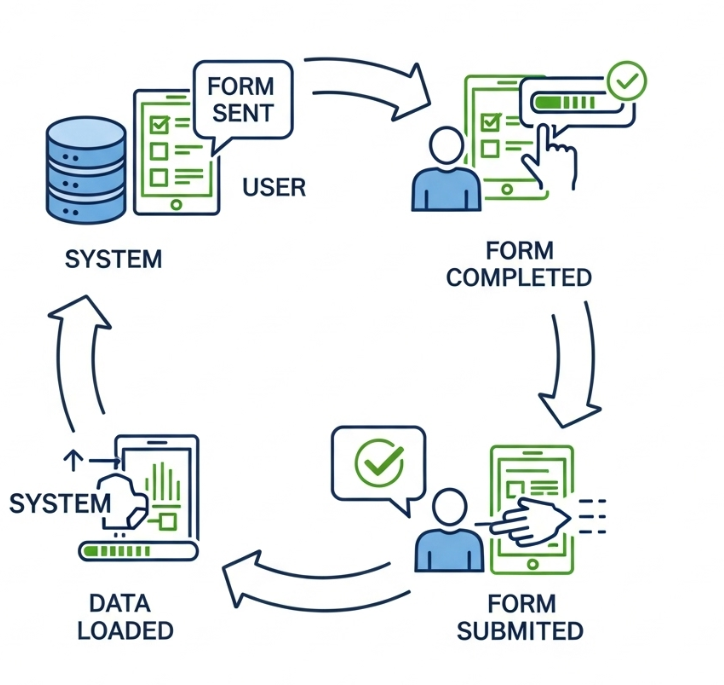 FORM
SENT
USER
SYSTEM
FORM
COMPLETED
SYSTEM
DATA
LOADED
FORM
SUBMITED